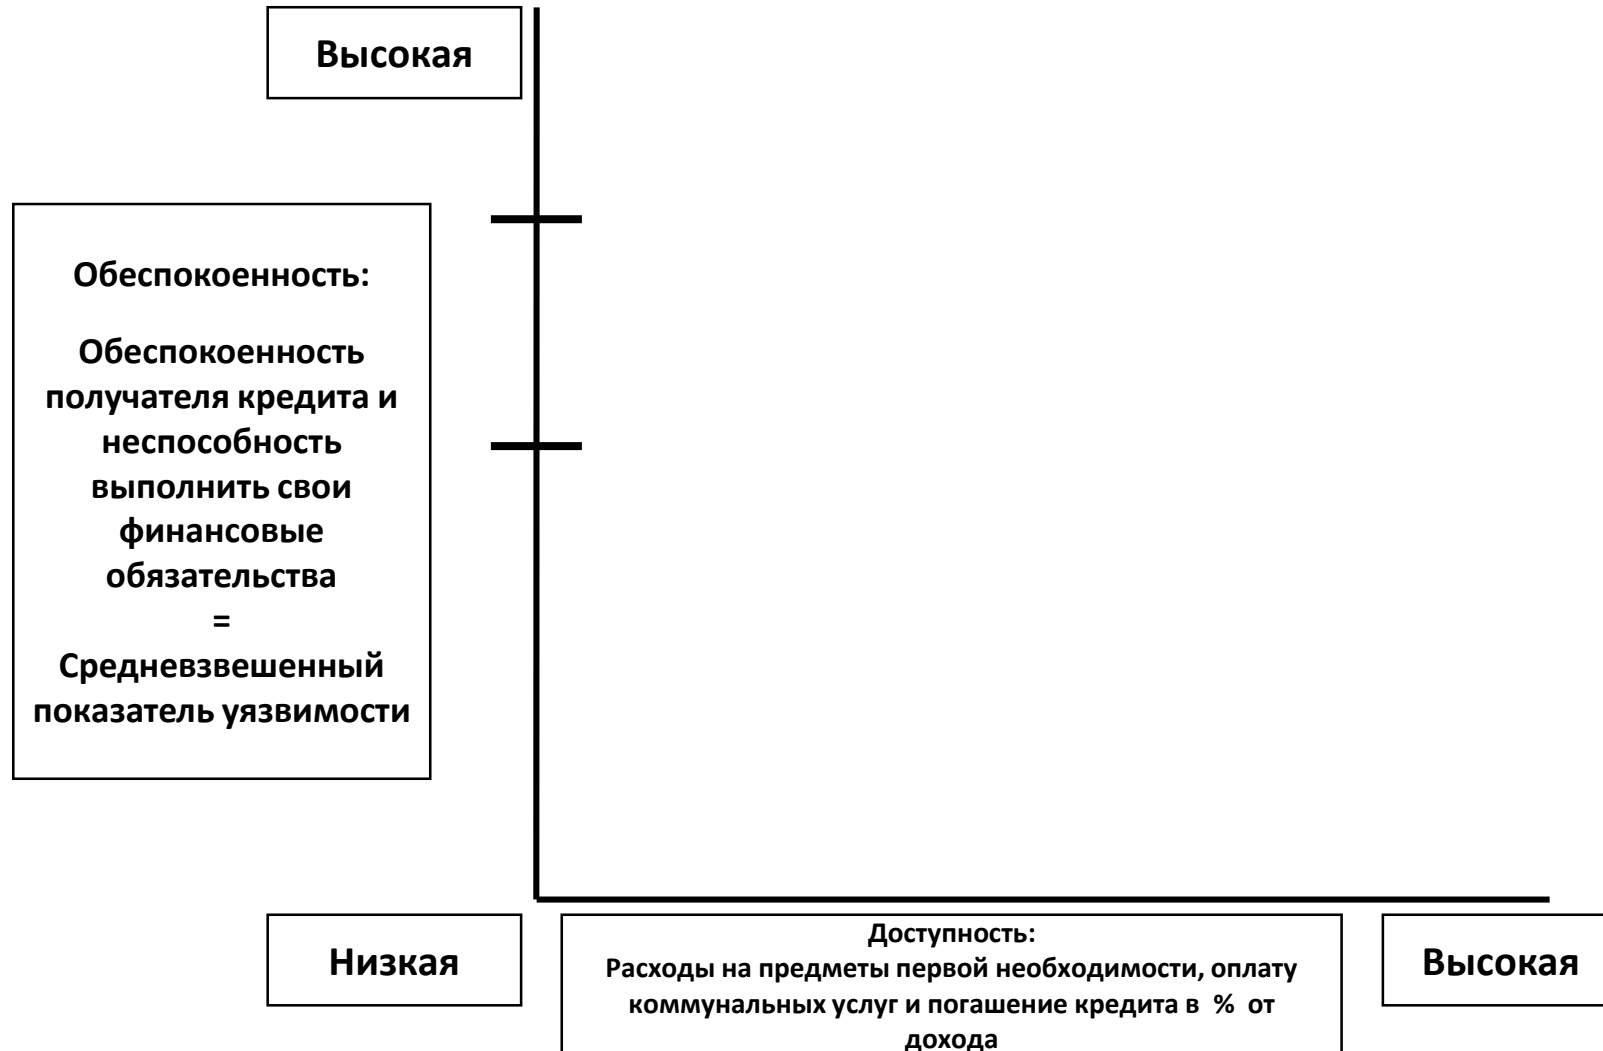 Высокая
Обеспокоенность:
Обеспокоенность
получателя кредита и
неспособность
выполнить свои
финансовые
обязательства
=
Средневзвешенный
показатель уязвимости
Низкая
Доступность:
Расходы на предметы первой необходимости, оплату
коммунальных услуг и погашение кредита в % от
дохода
Высокая